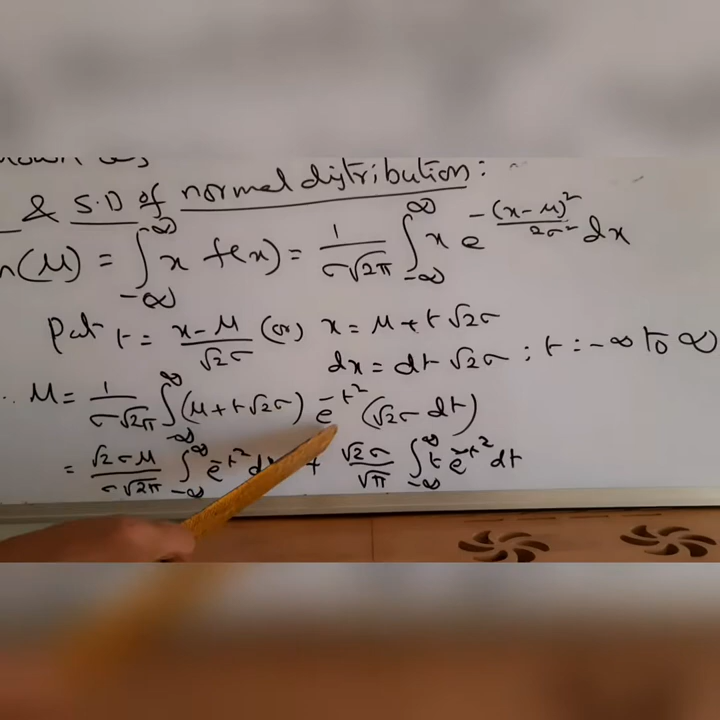 & S.D of normal distribution:
(μ) = ∫_{-∞}^{-∞} x f(x) = 1/(σ√2π) ∫_{-∞}^{∞} x e^{-(x-μ)²/2σ²} dx
Put t = (x-μ)/(√2σ) (or) x = μ + t√2σ
dx = dt √2σ ; t : -∞ to ∞
∴ μ = 1/(σ√2π) ∫_{-∞}^{∞} (μ + t√2σ) e^{-t²} (√2σ dt)
= (√2σμ)/(σ√2π) ∫_{-∞}^{∞} e^{-t²} d + (√2σ)/(√π) ∫_{-∞}^{∞} t e^{-t²} dt